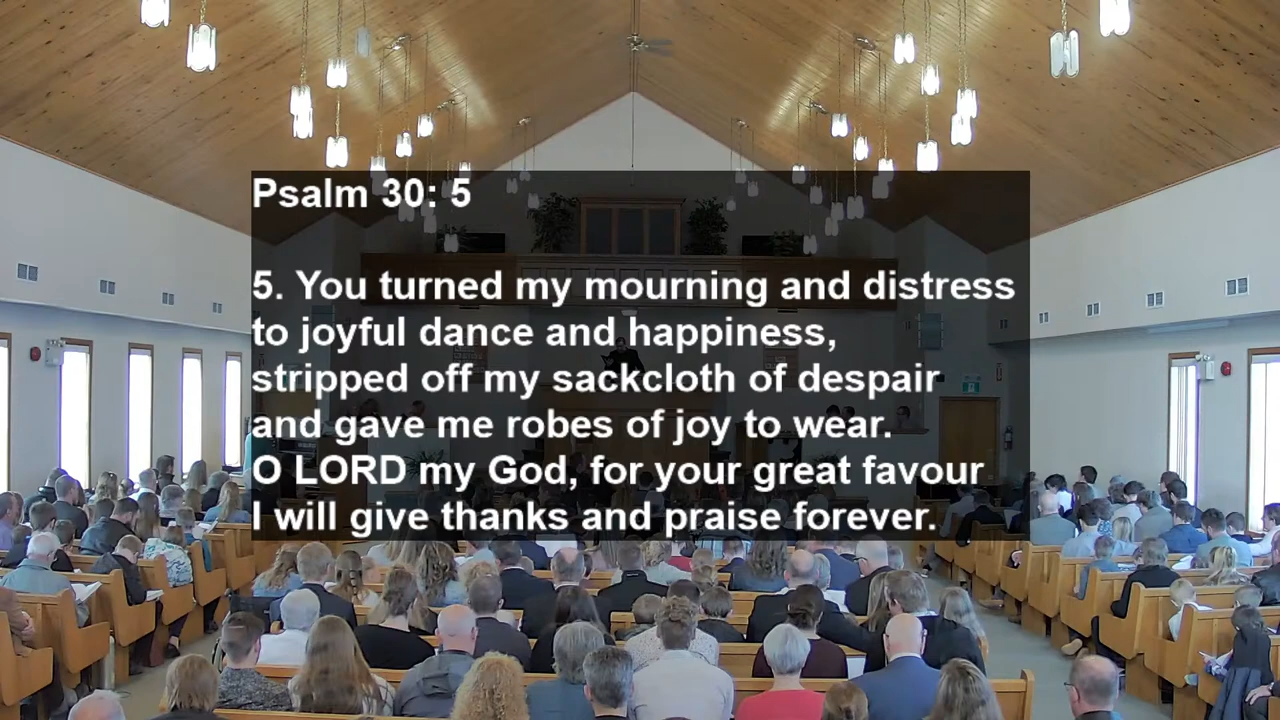 Psalm 30: 5
5. You turned my mourning and distress
to joyful dance and happiness,
stripped off my sackcloth of despair
and gave me robes of joy to wear.
O LORD my God, for your great favour
I will give thanks and praise forever.